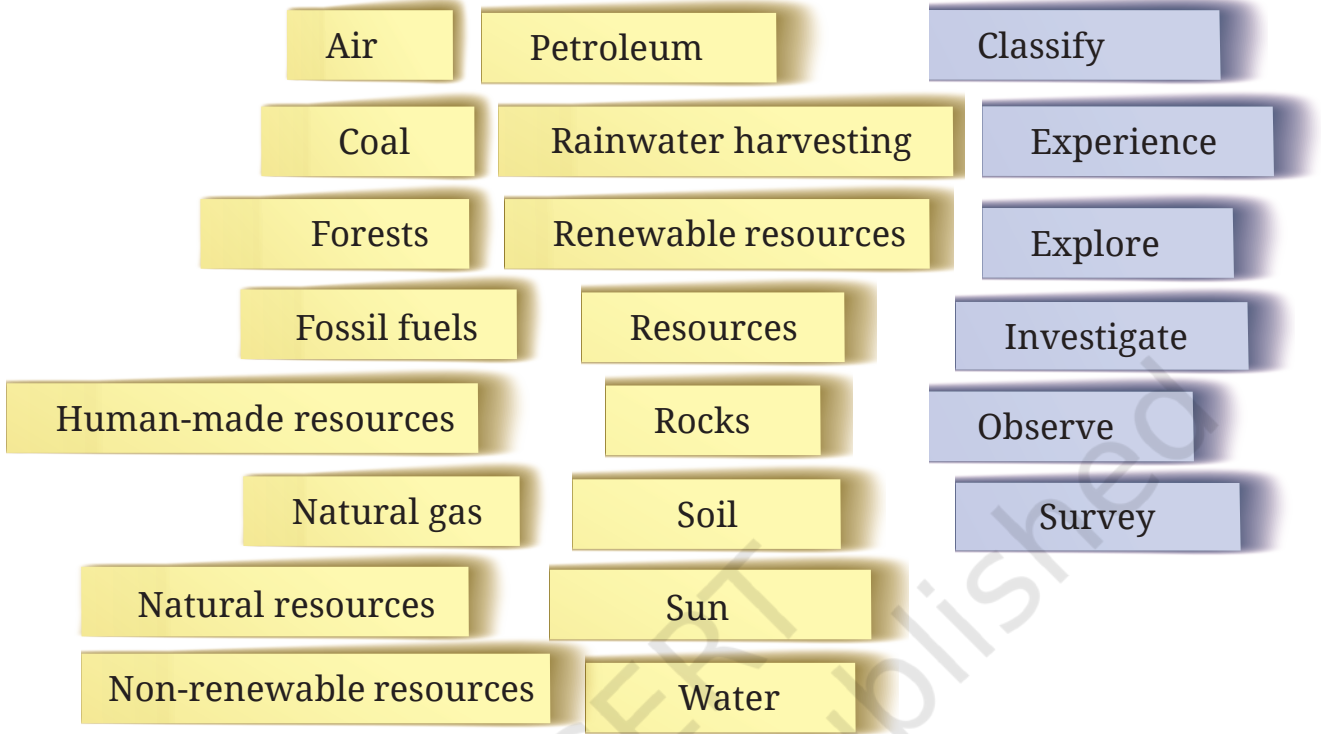 Air
Coal
Forests
Fossil fuels
Human-made resources
Natural gas
Natural resources
Non-renewable resources
Petroleum
Rainwater harvesting
Renewable resources
Resources
Rocks
Soil
Sun
Water
Classify
Experience
Explore
Investigate
Observe
Survey